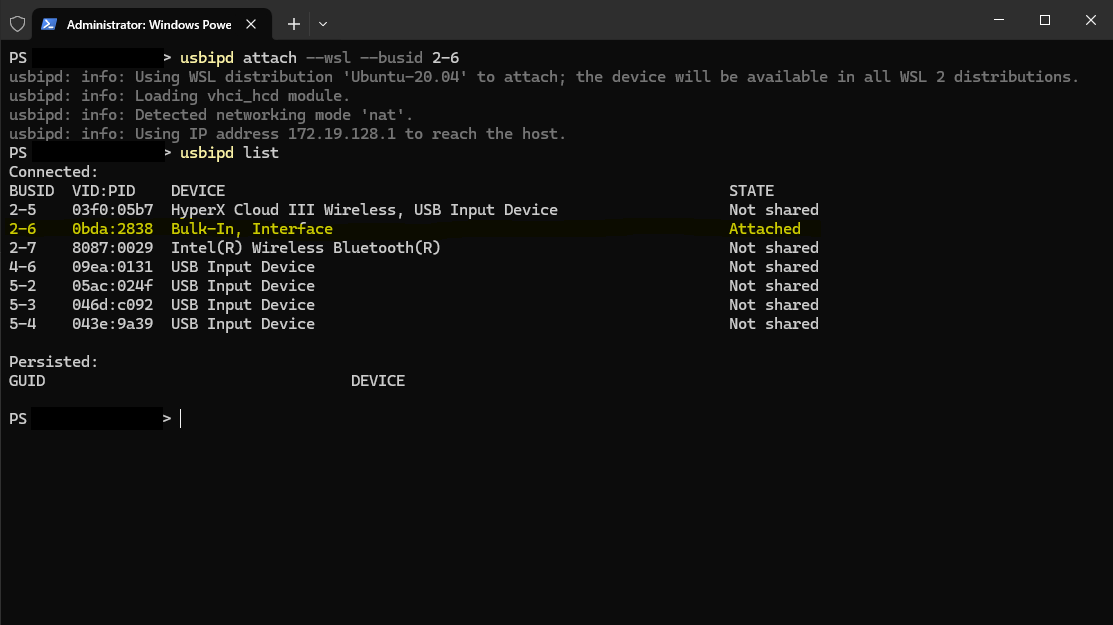 Administrator: Windows Powe
PS > usbipd attach --wsl --busid 2-6
usbipd: info: Using WSL distribution 'Ubuntu-20.04' to attach; the device will be available in all WSL 2 distributions.
usbipd: info: Loading vhci_hcd module.
usbipd: info: Detected networking mode 'nat'.
usbipd: info: Using IP address 172.19.128.1 to reach the host.
PS > usbipd list
Connected:
BUSID  VID:PID    DEVICE                                                        STATE
2-5    03f0:05b7  HyperX Cloud III Wireless, USB Input Device                   Not shared
2-6    0bda:2838  Bulk-In, Interface                                            Attached
2-7    8087:0029  Intel(R) Wireless Bluetooth(R)                                Not shared
4-6    09ea:0131  USB Input Device                                              Not shared
5-2    05ac:024f  USB Input Device                                              Not shared
5-3    046d:c092  USB Input Device                                              Not shared
5-4    043e:9a39  USB Input Device                                              Not shared
Persisted:
GUID                                  DEVICE
PS >